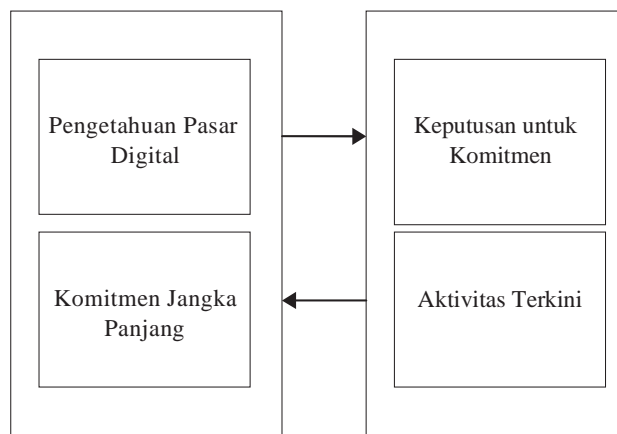 Pengetahuan Pasar
Digital
Keputusan untuk
Komitmen
Komitmen Jangka
Panjang
Aktivitas Terkini